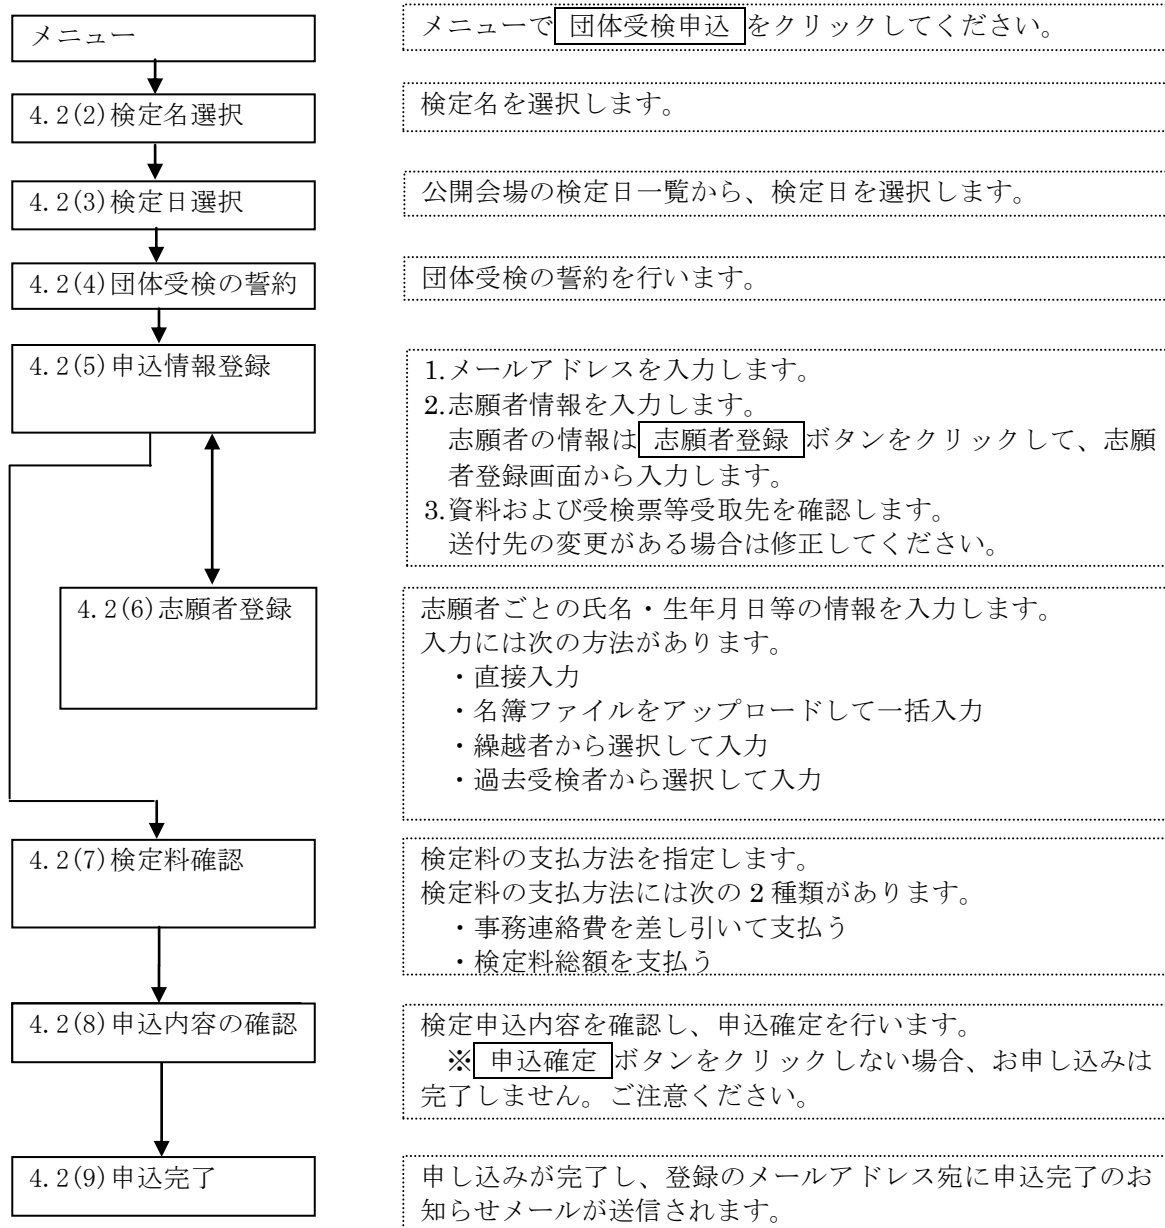 メニュー
メニューで 団体受検申込 をクリックしてください。
4.2(2)検定名選択
検定名を選択します。
4.2(3)検定日選択
公開会場の検定日一覧から、検定日を選択します。
4.2(4)団体受検の誓約
団体受検の誓約を行います。
4.2(5)申込情報登録
1.メールアドレスを入力します。
2.志願者情報を入力します。
志願者の情報は 志願者登録 ボタンをクリックして、志願
者登録画面から入力します。
3.資料および受検票等受取先を確認します。
送付先の変更がある場合は修正してください。
4.2(6)志願者登録
志願者ごとの氏名・生年月日等の情報を入力します。
入力には次の方法があります。
・直接入力
・名簿ファイルをアップロードして一括入力
・繰越者から選択して入力
・過去受検者から選択して入力
4.2(7)検定料確認
検定料の支払方法を指定します。
検定料の支払方法には次の 2 種類があります。
・事務連絡費を差し引いて支払う
・検定料総額を支払う
4.2(8)申込内容の確認
検定申込内容を確認し、申込確定を行います。
※ 申込確定 ボタンをクリックしない場合、お申し込みは
完了しません。ご注意ください。
4.2(9)申込完了
申し込みが完了し、登録のメールアドレス宛に申込完了のお
知らせメールが送信されます。